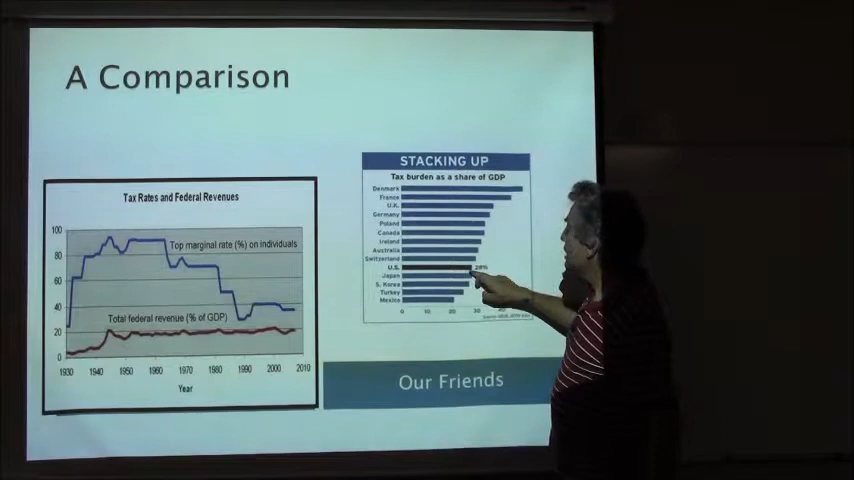 A Comparison
Tax Rates and Federal Revenues
100
80
60
40
20
0
Top marginal rate (%) on individuals
Total federal revenue (% of GDP)
1930 1940 1950 1960 1970 1980 1990 2000 2010
Year
STACKING UP
Tax burden as a share of GDP
Denmark
France
U.K.
Germany
Poland
Canada
Ireland
Australia
Switzerland
U.S. 28%
Japan
S. Korea
Turkey
Mexico
0 10 20 30
Our Friends